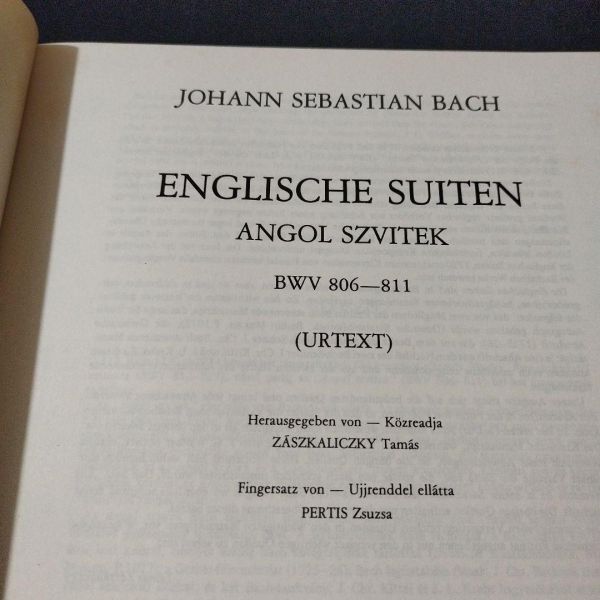 JOHANN SEBASTIAN BACH
ENGLISCHE SUITEN
ANGOL SZVITEK
BWV 806—811
(URTEXT)
Herausgegeben von — Közreadja
ZÁSZKALICZKY Tamás
Fingersatz von — Ujjrenddel ellátta
PERTIS Zsuzsa